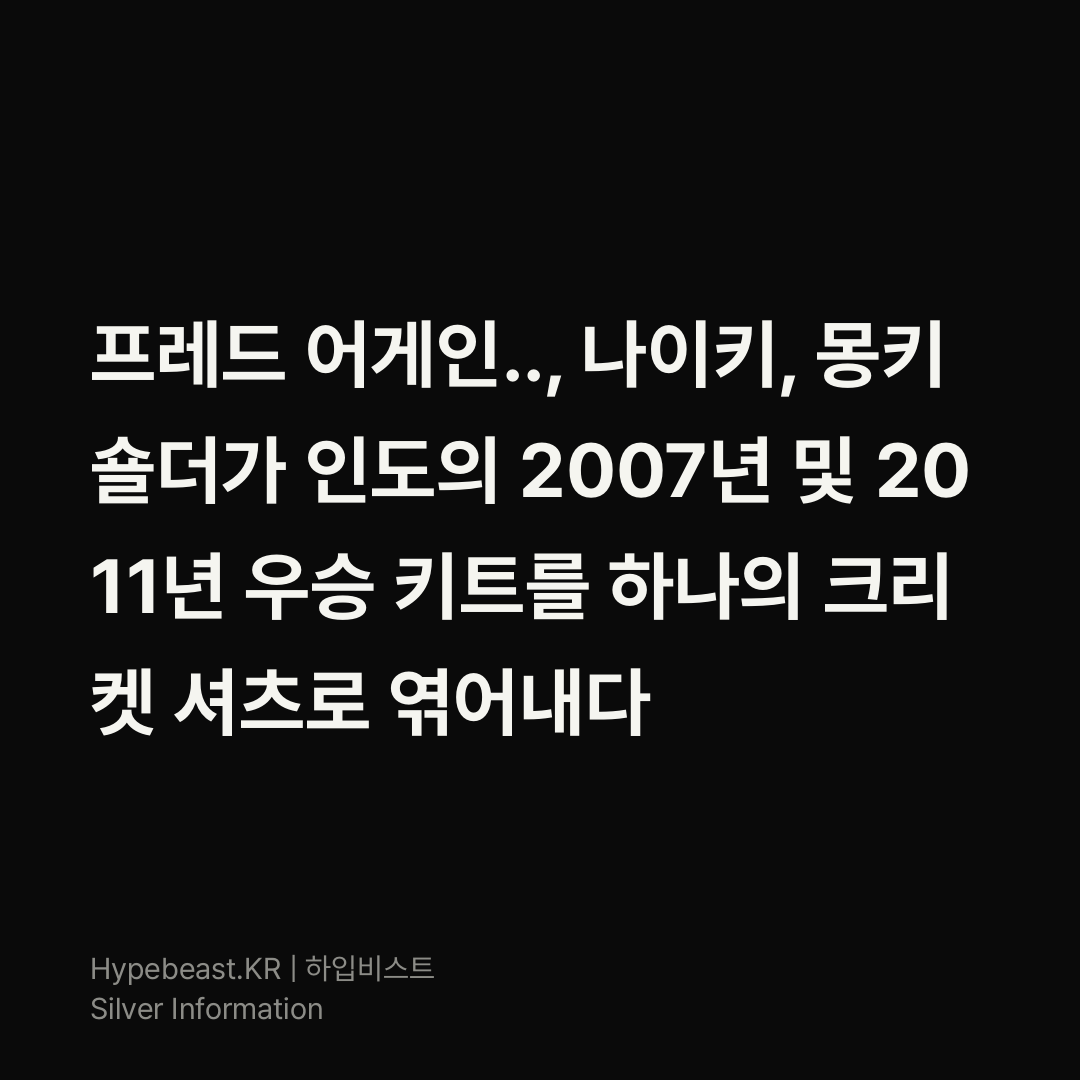 프레드 어게인.., 나이키, 몽키
숄더가 인도의 2007년 및 20
11년 우승 키트를 하나의 크리
켓 셔츠로 엮어내다
Hypebeast.KR | 하입비스트
Silver Information